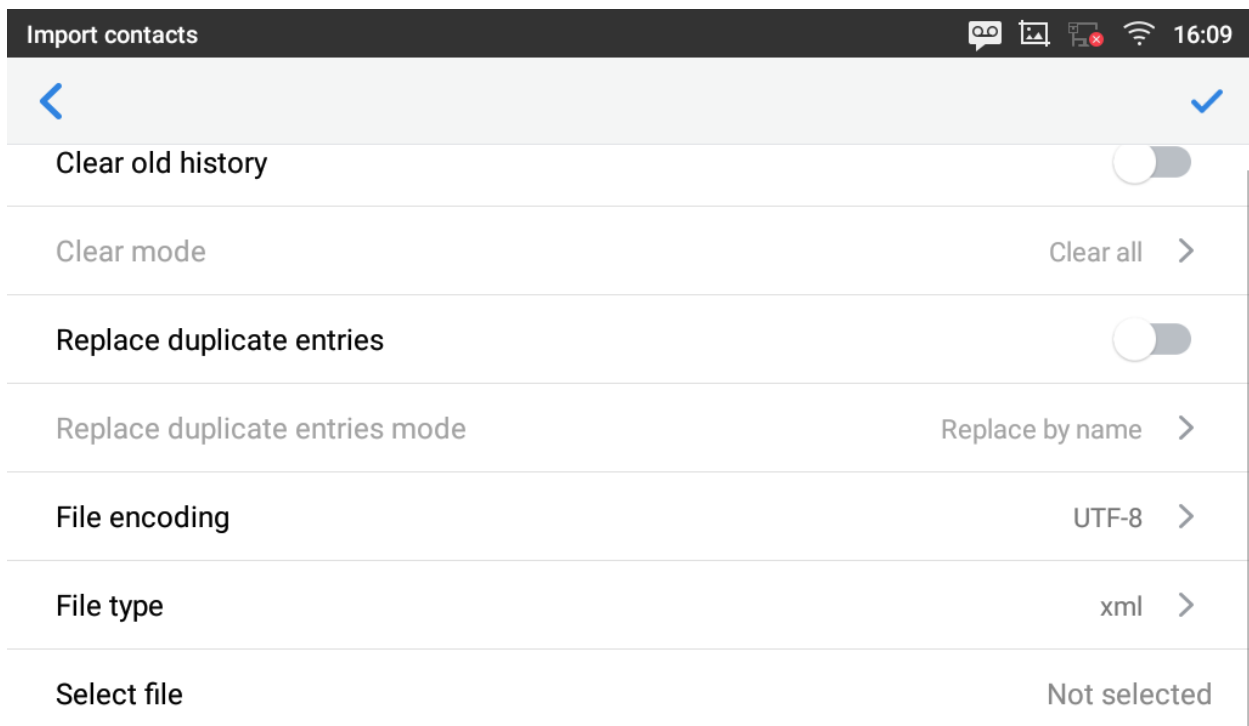 Import contacts 16:09
Clear old history
Clear mode Clear all
Replace duplicate entries
Replace duplicate entries mode Replace by name
File encoding UTF-8
File type xml
Select file Not selected